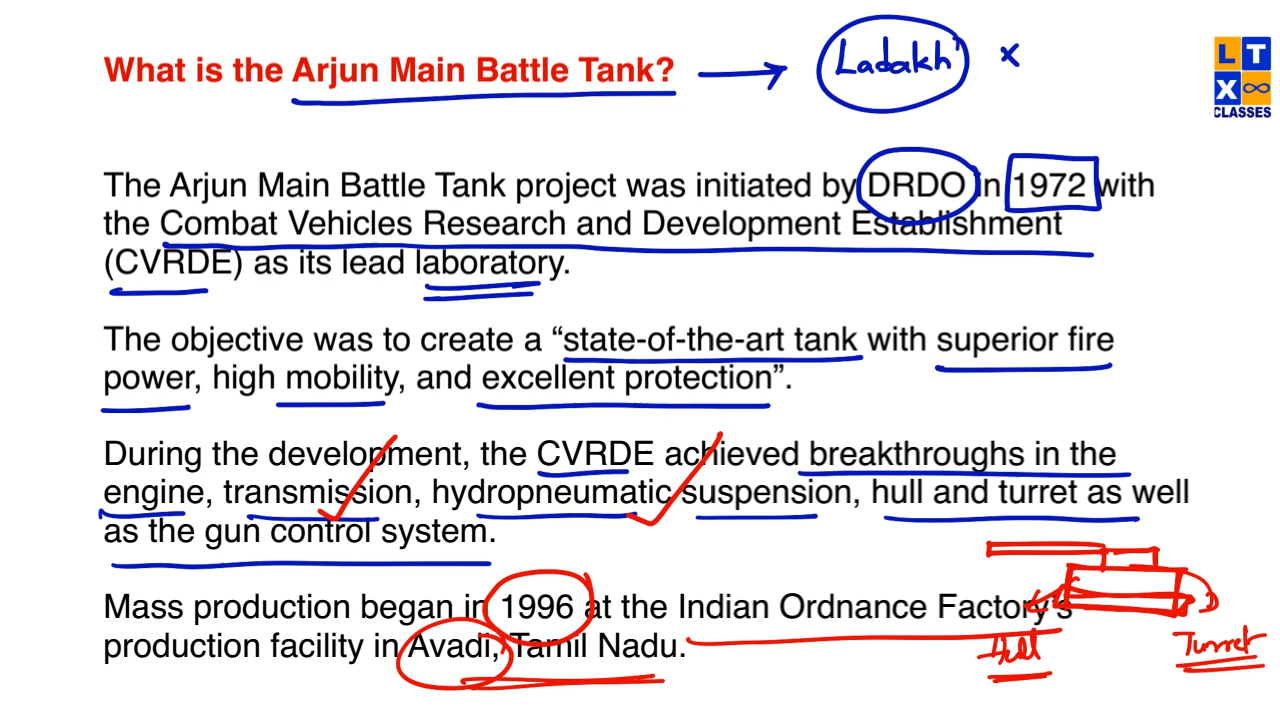 What is the Arjun Main Battle Tank? → Ladakh x
L T
X ∞
CLASSES
The Arjun Main Battle Tank project was initiated by DRDO in 1972 with
the Combat Vehicles Research and Development Establishment
(CVRDE) as its lead laboratory.
The objective was to create a “state-of-the-art tank with superior fire
power, high mobility, and excellent protection”.
During the development, the CVRDE achieved breakthroughs in the
engine, transmission, hydropneumatic suspension, hull and turret as well
as the gun control system.
Mass production began in 1996 at the Indian Ordnance Factory’s
production facility in Avadi, Tamil Nadu.
Hull
Turret